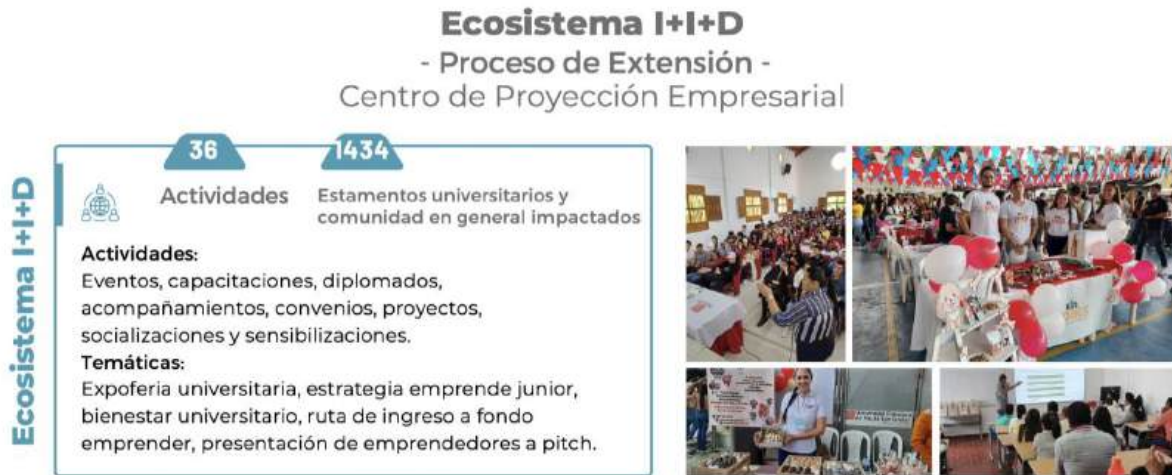 Ecosistema I+I+D
- Proceso de Extensión -
Centro de Proyección Empresarial
Ecosistema I+I+D
36
Actividades
1434
Estamentos universitarios y
comunidad en general impactados
Actividades:
Eventos, capacitaciones, diplomados,
acompañamientos, convenios, proyectos,
socializaciones y sensibilizaciones.
Temáticas:
Expoferia universitaria, estrategia emprende junior,
bienestar universitario, ruta de ingreso a fondo
emprender, presentación de emprendedores a pitch.